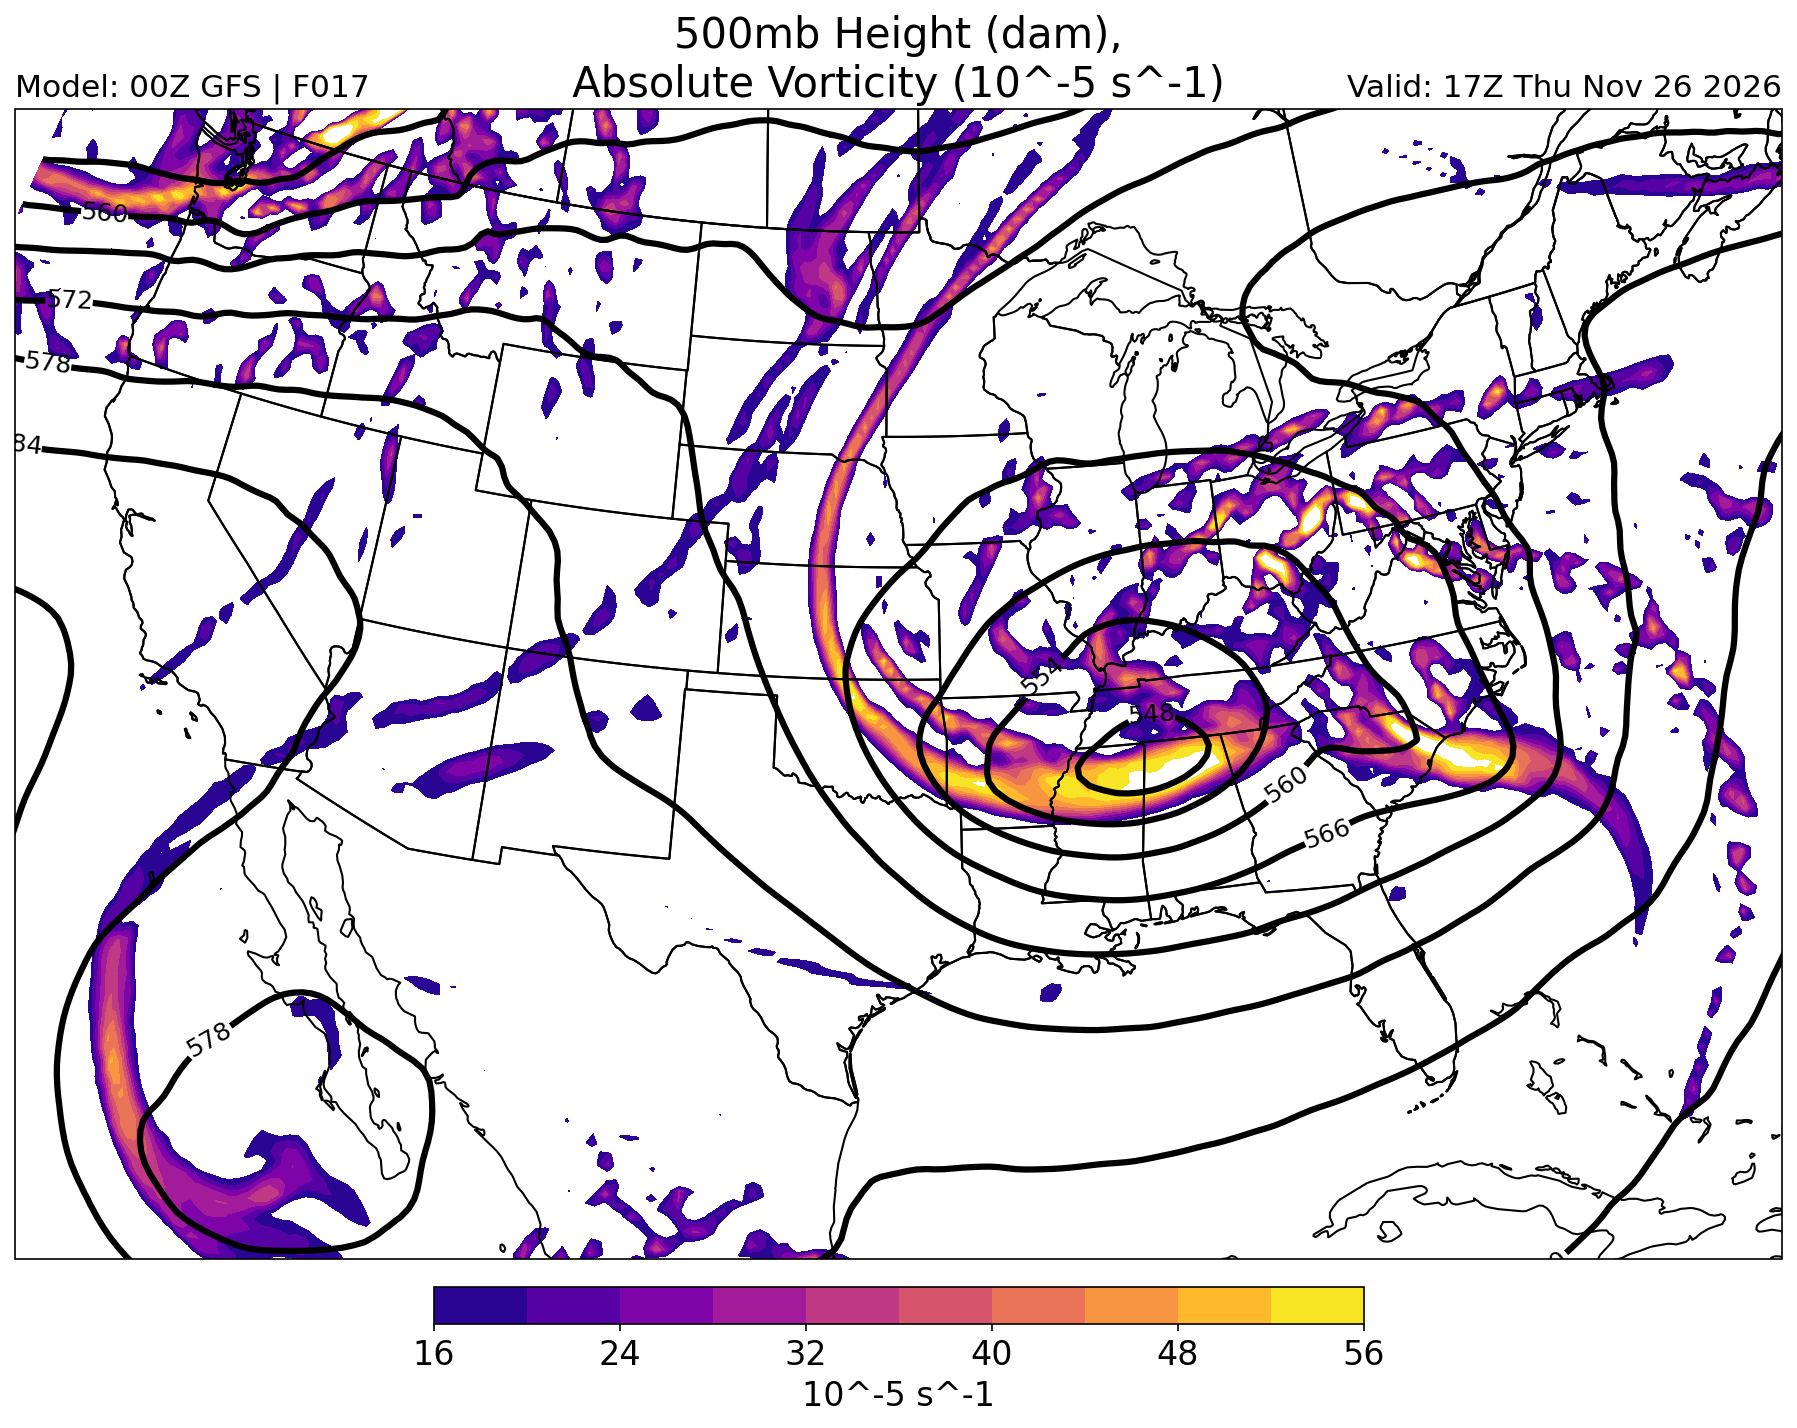 500mb Height (dam),
Model: 00Z GFS | F017
Absolute Vorticity (10^-5 s^-1)
Valid: 17Z Thu Nov 26 2026
560
572
578
84
554
548
560
566
578
16 24 32 40 48 56
10^-5 s^-1